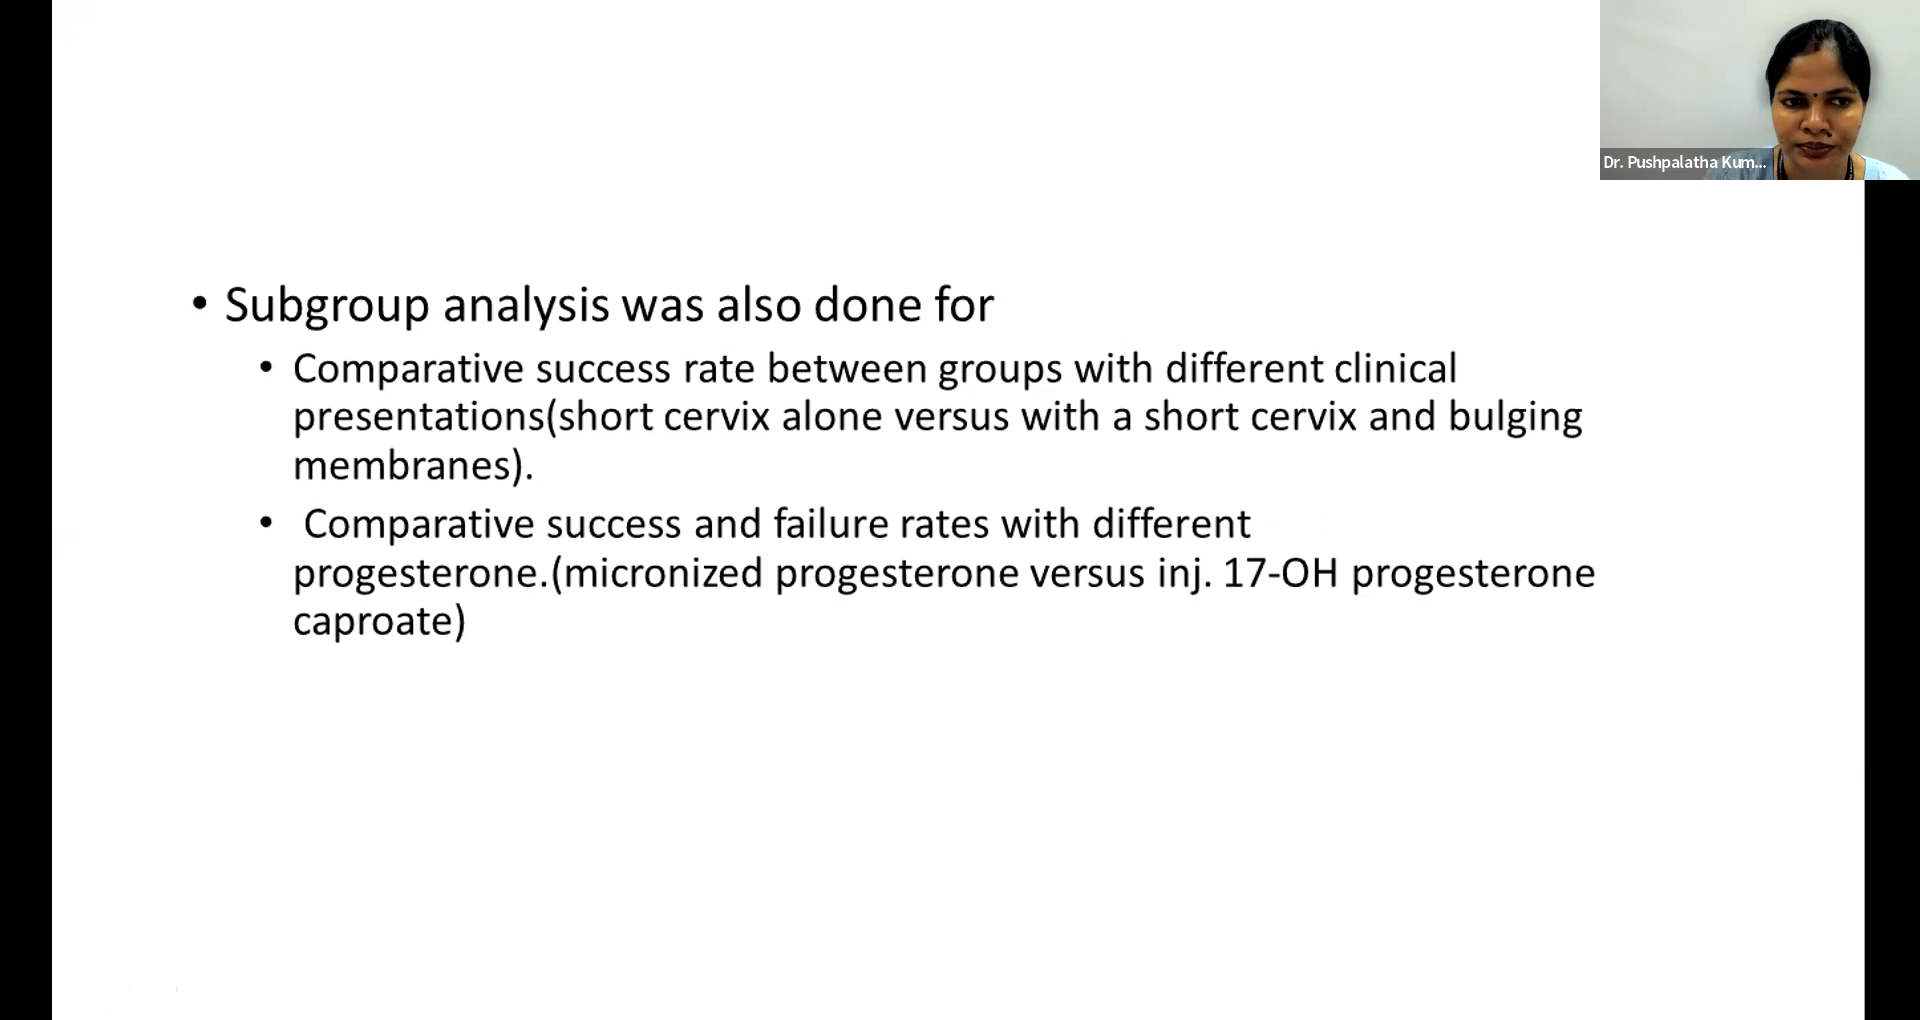 Dr. Pushpalatha Kum...
• Subgroup analysis was also done for
• Comparative success rate between groups with different clinical
presentations(short cervix alone versus with a short cervix and bulging
membranes).
• Comparative success and failure rates with different
progesterone.(micronized progesterone versus inj. 17-OH progesterone
caproate)